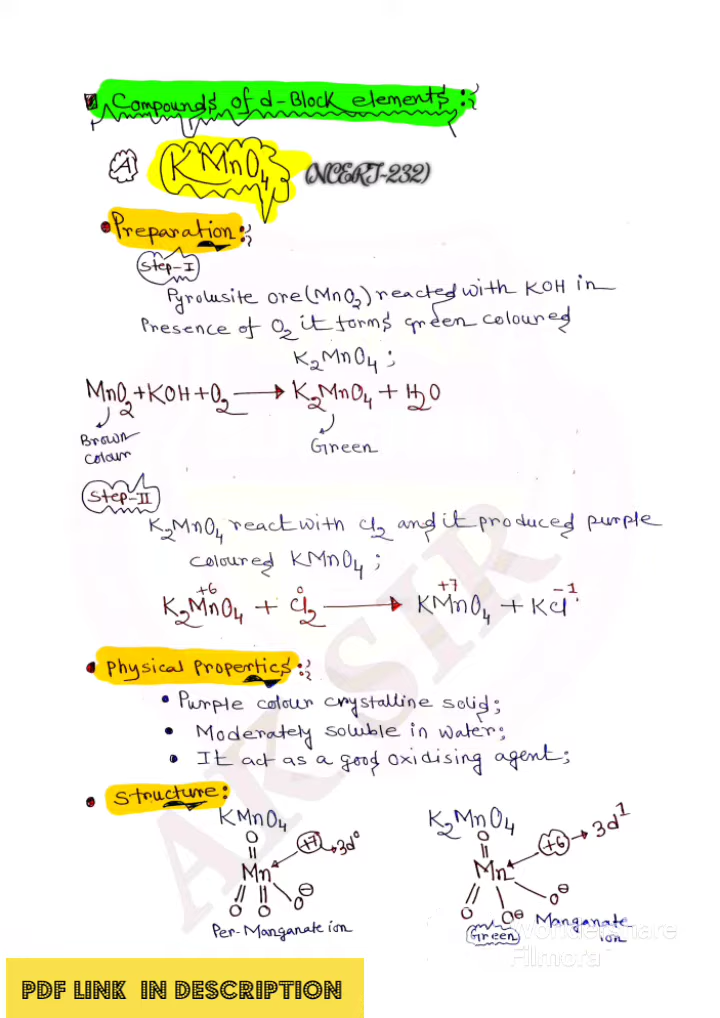 Compounds of d-Block elements:
A KMnO4 (NCERT-232)
Preparation:
Step-I
Pyrolusite ore (MnO2) reacted with KOH in
Presence of O2 it forms green coloured
K2MnO4;
MnO2 + KOH + O2 → K2MnO4 + H2O
Brown
colour
Green
Step-II
K2MnO4 react with Cl2 and it produced purple
coloured KMnO4;
+6 0 +7 -1
K2MnO4 + Cl2 → KMnO4 + KCl
Physical Properties:
• Purple colour crystalline solid;
• Moderately soluble in water;
• It act as a good oxidising agent;
Structure:
KMnO4
O
+7 → 3d⁰
Mn
O O O⊖
Per-Manganate ion
K2MnO4
O
+6 → 3d¹
Mn
O O⊖ O⊖
Green
Manganate
ion
AK SIR
wondershare
Filmora
PDF LINK IN DESCRIPTION